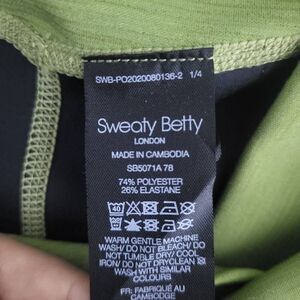 SWB-PO2020080136-2 1/4
Sweaty Betty
LONDON
MADE IN CAMBODIA
SB5071A 78
74% POLYESTER
26% ELASTANE
40
WARM GENTLE MACHINE
WASH/ DO NOT BLEACH/ DO
NOT TUMBLE DRY/ COOL
IRON/ DO NOT DRYCLEAN
WASH WITH SIMILAR
COLOURS
FR: FABRIQUÉ AU
CAMBODGE